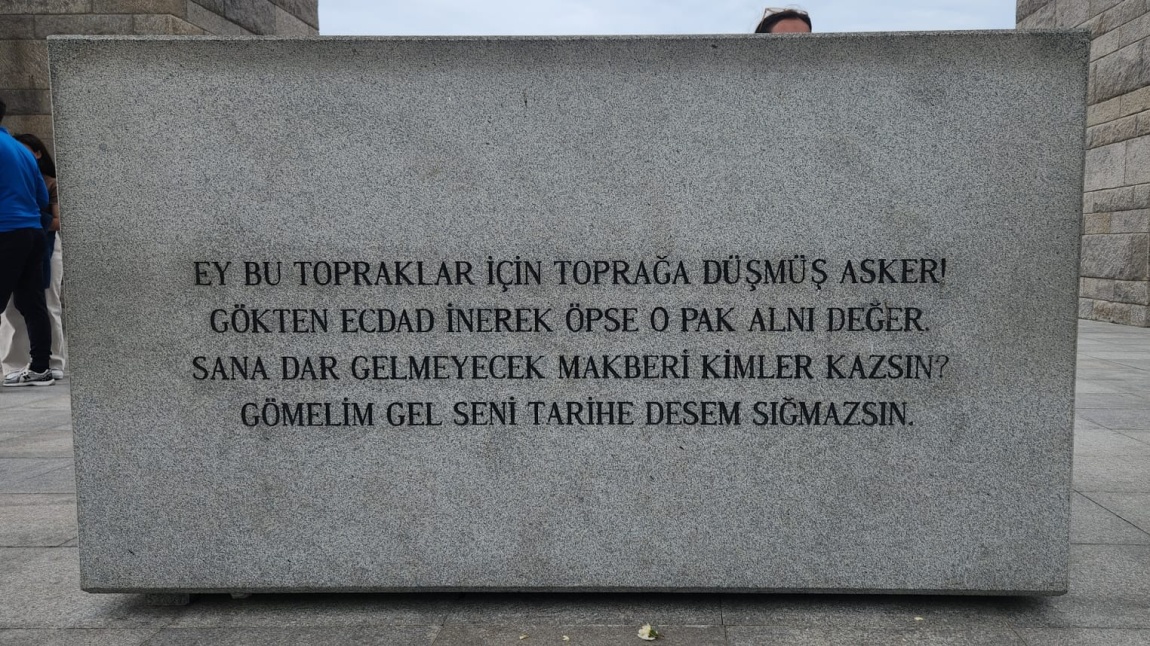 EY BU TOPRAKLAR İÇİN TOPRAĞA DÜŞMÜŞ ASKER!
GÖKTEN ECDAD İNEREK ÖPSE O PAK ALNI DEĞER.
SANA DAR GELMEYECEK MAKBERİ KİMLER KAZSIN?
GÖMELİM GEL SENİ TARİHE DESEM SIĞMAZSIN.